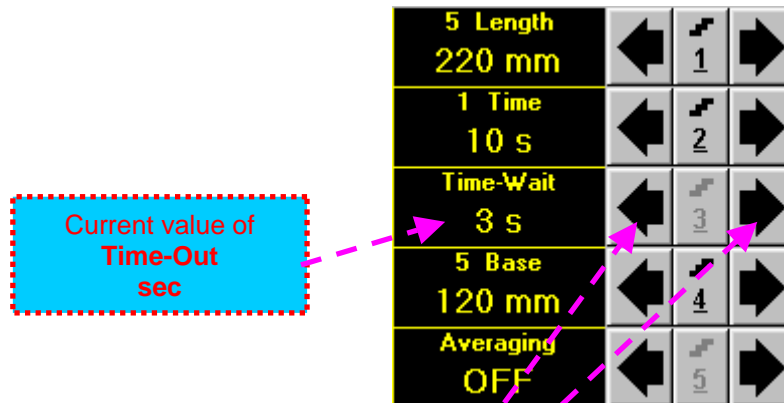 5 Length
220 mm
1
1 Time
10 s
2
Time-Wait
3 s
3
5 Base
120 mm
4
Averaging
OFF
5
Current value of
Time-Out
sec